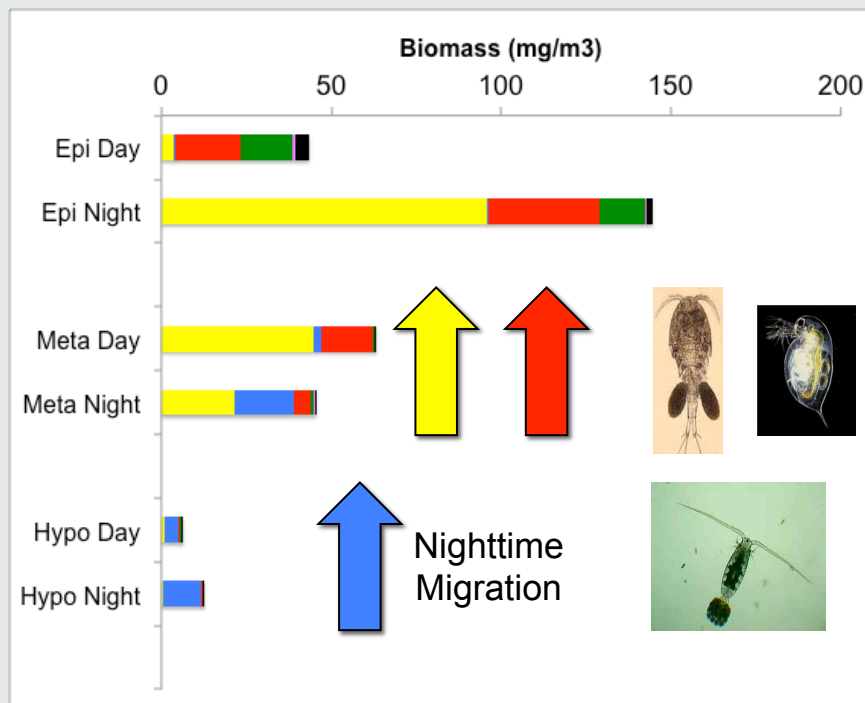 Biomass (mg/m3)
0 50 100 150 200
Epi Day
Epi Night
Meta Day
Meta Night
Hypo Day
Hypo Night
Nighttime
Migration